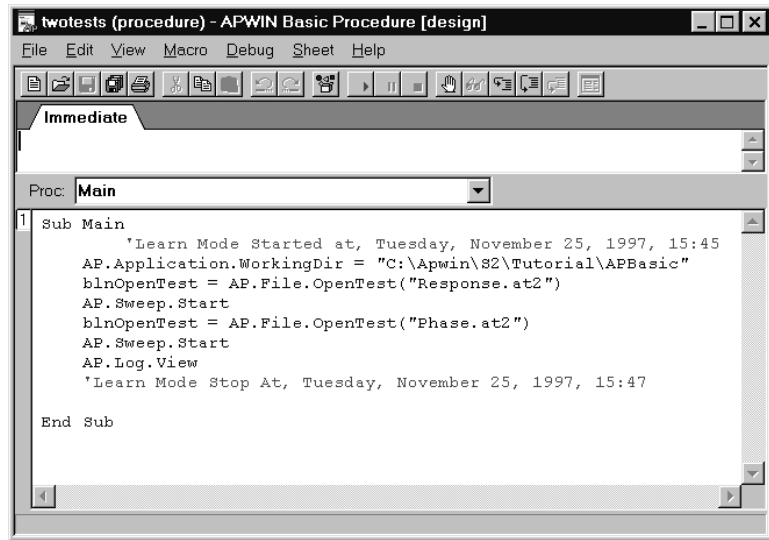 twotests (procedure) - APWIN Basic Procedure [design]
File Edit View Macro Debug Sheet Help
Immediate
Proc: Main
1
Sub Main
'Learn Mode Started at, Tuesday, November 25, 1997, 15:45
AP.Application.WorkingDir = "C:\Apwin\S2\Tutorial\APBasic"
blnOpenTest = AP.File.OpenTest("Response.at2")
AP.Sweep.Start
blnOpenTest = AP.File.OpenTest("Phase.at2")
AP.Sweep.Start
AP.Log.View
'Learn Mode Stop At, Tuesday, November 25, 1997, 15:47
End Sub